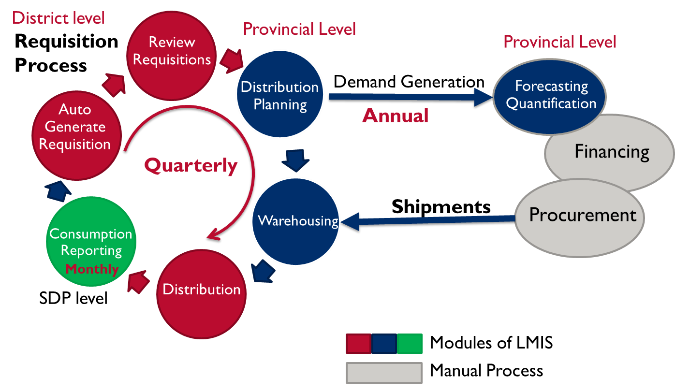 District level
Requisition
Process
Review
Requisitions
Provincial Level
Provincial Level
Distribution
Planning
Demand Generation
Annual
Forecasting
Quantification
Auto
Generate
Requisition
Quarterly
Financing
Consumption
Reporting
Monthly
SDP level
Warehousing
Shipments
Procurement
Distribution
Modules of LMIS
Manual Process